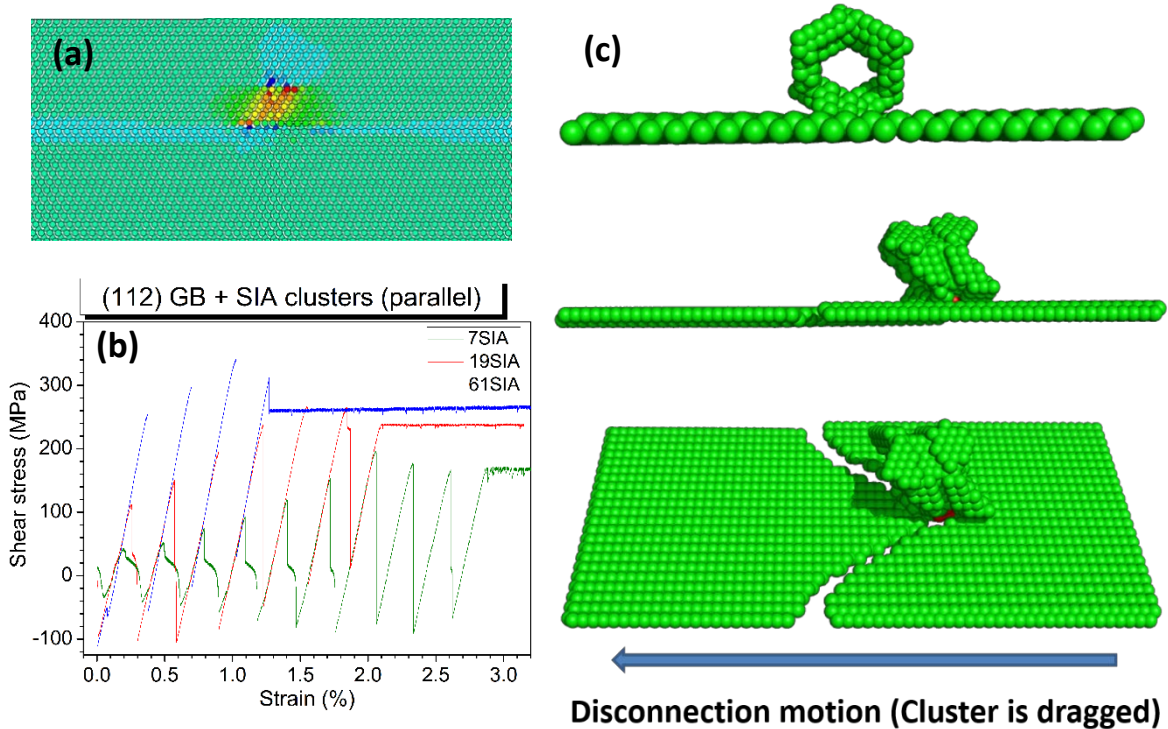 (a)
(c)
(112) GB + SIA clusters (parallel)
(b)
7SIA
19SIA
61SIA
400
300
200
100
0
-100
Shear stress (MPa)
0.0 0.5 1.0 1.5 2.0 2.5 3.0
Strain (%)
Disconnection motion (Cluster is dragged)